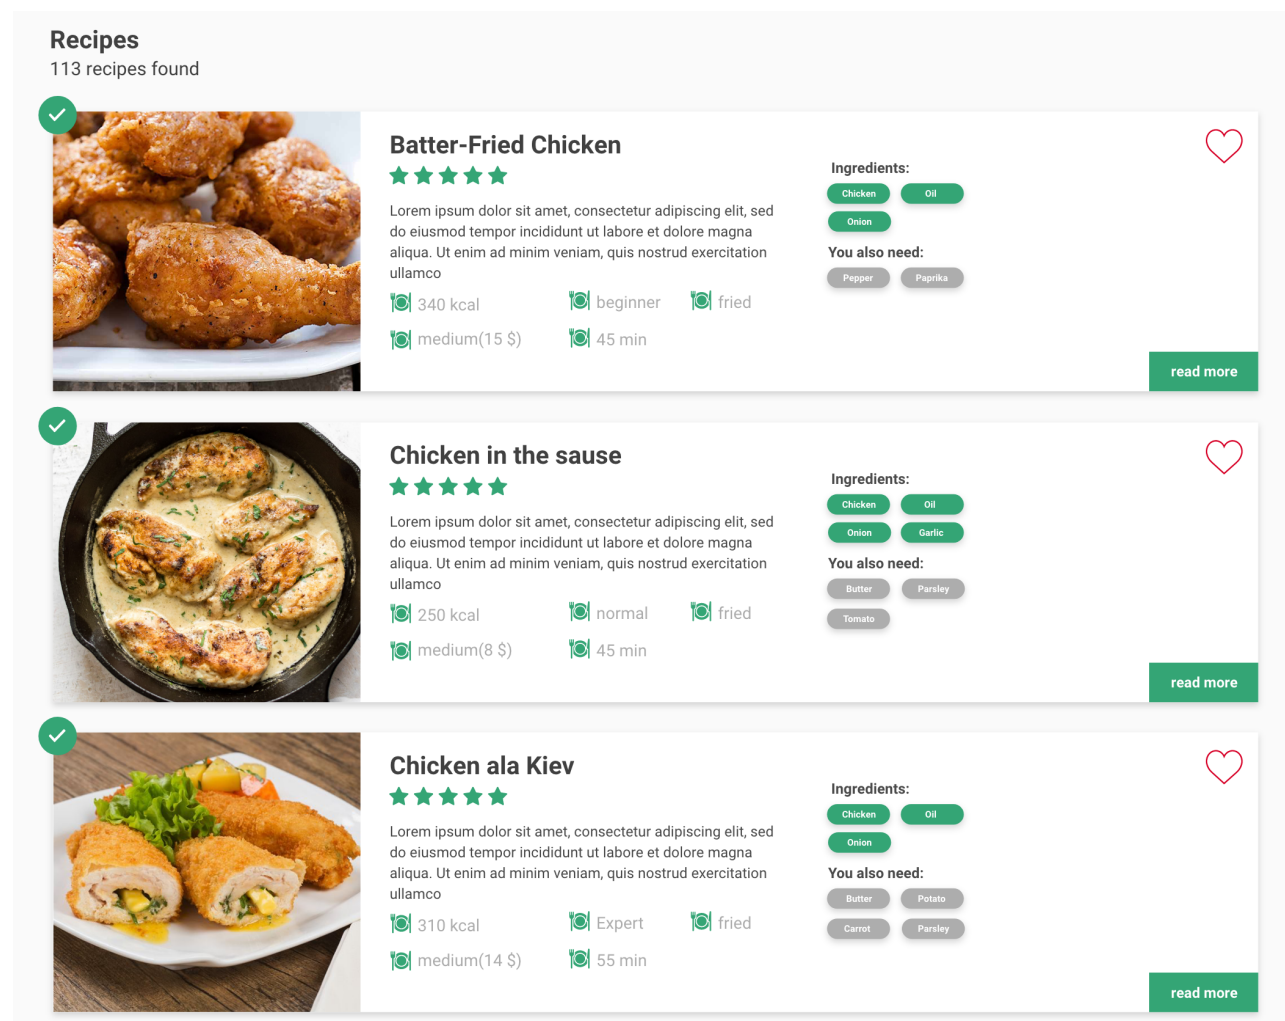 Recipes
113 recipes found
Batter-Fried Chicken
Lorem ipsum dolor sit amet, consectetur adipiscing elit, sed
do eiusmod tempor incididunt ut labore et dolore magna
aliqua. Ut enim ad minim veniam, quis nostrud exercitation
ullamco
340 kcal beginner fried
medium(15 $) 45 min
Ingredients:
Chicken Oil
Onion
You also need:
Pepper Paprika
read more
Chicken in the sause
Lorem ipsum dolor sit amet, consectetur adipiscing elit, sed
do eiusmod tempor incididunt ut labore et dolore magna
aliqua. Ut enim ad minim veniam, quis nostrud exercitation
ullamco
250 kcal normal fried
medium(8 $) 45 min
Ingredients:
Chicken Oil
Onion Garlic
You also need:
Butter Parsley
Tomato
read more
Chicken ala Kiev
Lorem ipsum dolor sit amet, consectetur adipiscing elit, sed
do eiusmod tempor incididunt ut labore et dolore magna
aliqua. Ut enim ad minim veniam, quis nostrud exercitation
ullamco
310 kcal Expert fried
medium(14 $) 55 min
Ingredients:
Chicken Oil
Onion
You also need:
Butter Potato
Carrot Parsley
read more